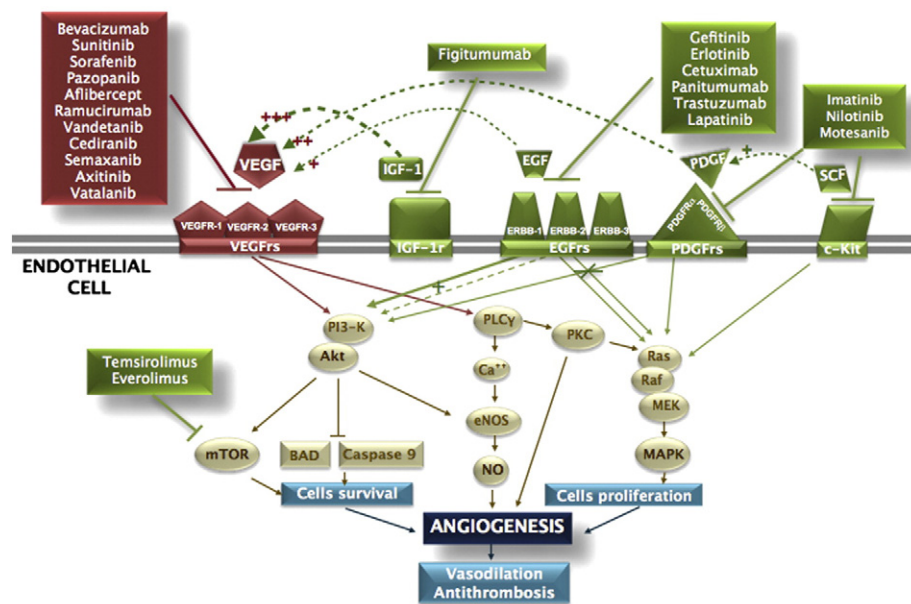 Bevacizumab
Sunitinib
Sorafenib
Pazopanib
Aflibercept
Ramucirumab
Vandetanib
Cediranib
Semaxanib
Axitinib
Vatalanib
Figitumumab
Gefitinib
Erlotinib
Cetuximab
Panitumumab
Trastuzumab
Lapatinib
Imatinib
Nilotinib
Motesanib
+++
++
+
VEGF
IGF-1
EGF
PDGF
+
SCF
VEGFR-1
VEGFR-2
VEGFR-3
VEGFrs
IGF-1r
ERBB-1
ERBB-2
ERBB-3
EGFrs
PDGFRα
PDGFRβ
PDGFrs
c-Kit
ENDOTHELIAL
CELL
+
PI3-K
Akt
PLCγ
PKC
Ca++
Ras
Raf
MEK
Temsirolimus
Everolimus
eNOS
mTOR
BAD
Caspase 9
NO
MAPK
Cells survival
Cells proliferation
ANGIOGENESIS
Vasodilation
Antithrombosis